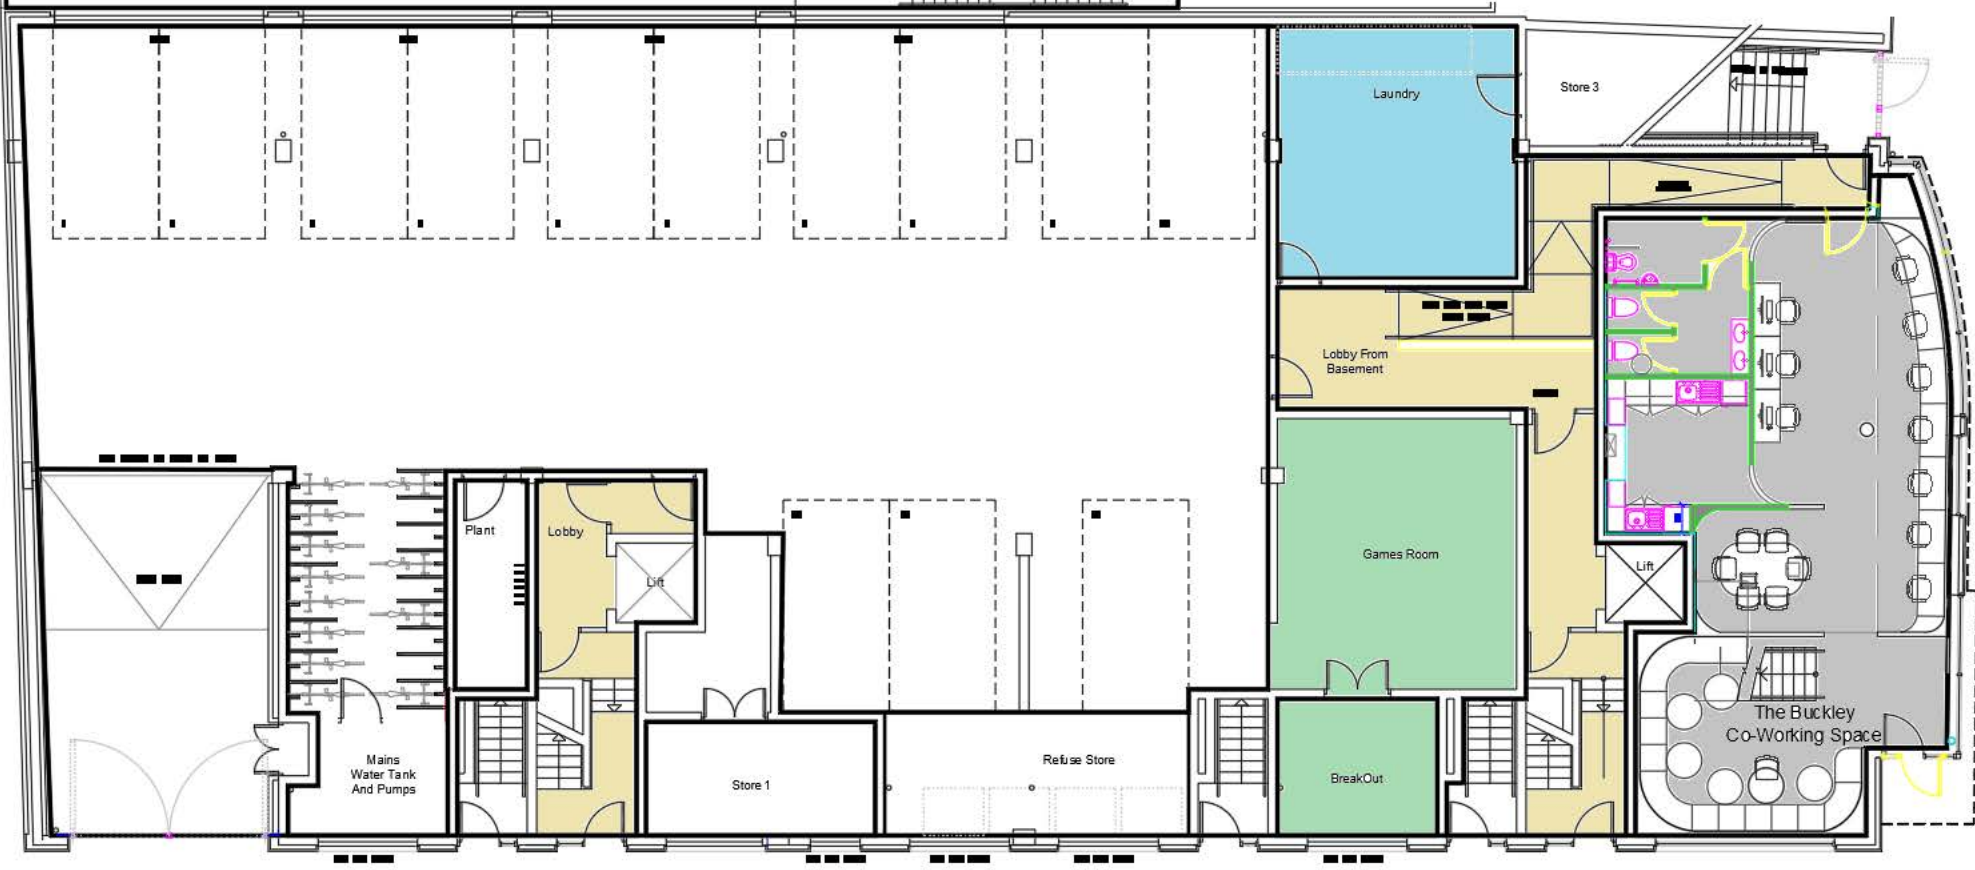 Laundry
Store 3
Lobby From
Basement
Plant
Lobby
Lift
Games Room
Lift
The Buckley
Co-Working Space
Mains
Water Tank
And Pumps
Store 1
Refuse Store
BreakOut